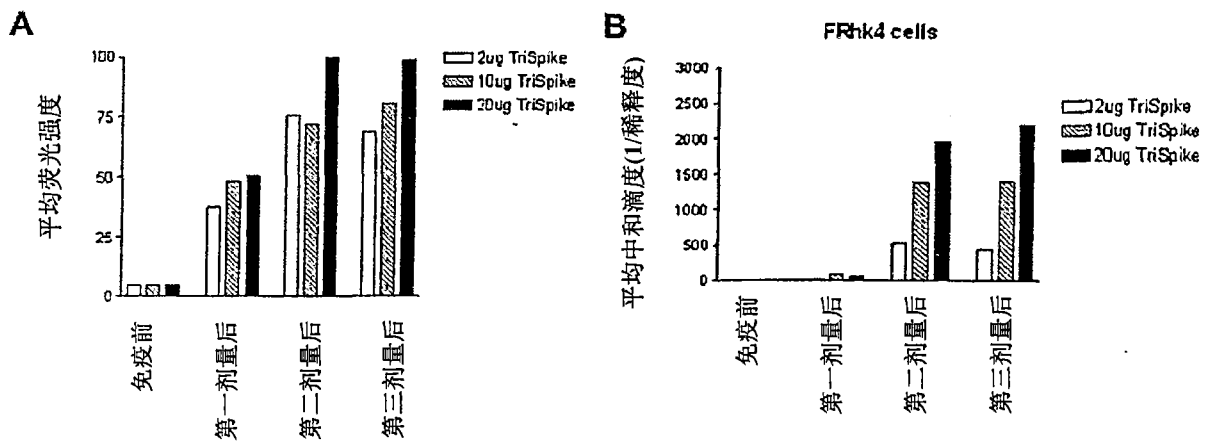 A
100
75
50
25
0
平均荧光强度
免疫前
第一剂量后
第二剂量后
第三剂量后
2ug TriSpike
10ug TriSpike
20ug TriSpike
B
FRhk4 cells
3000
2500
2000
1500
1000
500
0
平均中和滴度(1/稀释度)
免疫前
第一剂量后
第二剂量后
第三剂量后
2ug TriSpike
10ug TriSpike
20ug TriSpike